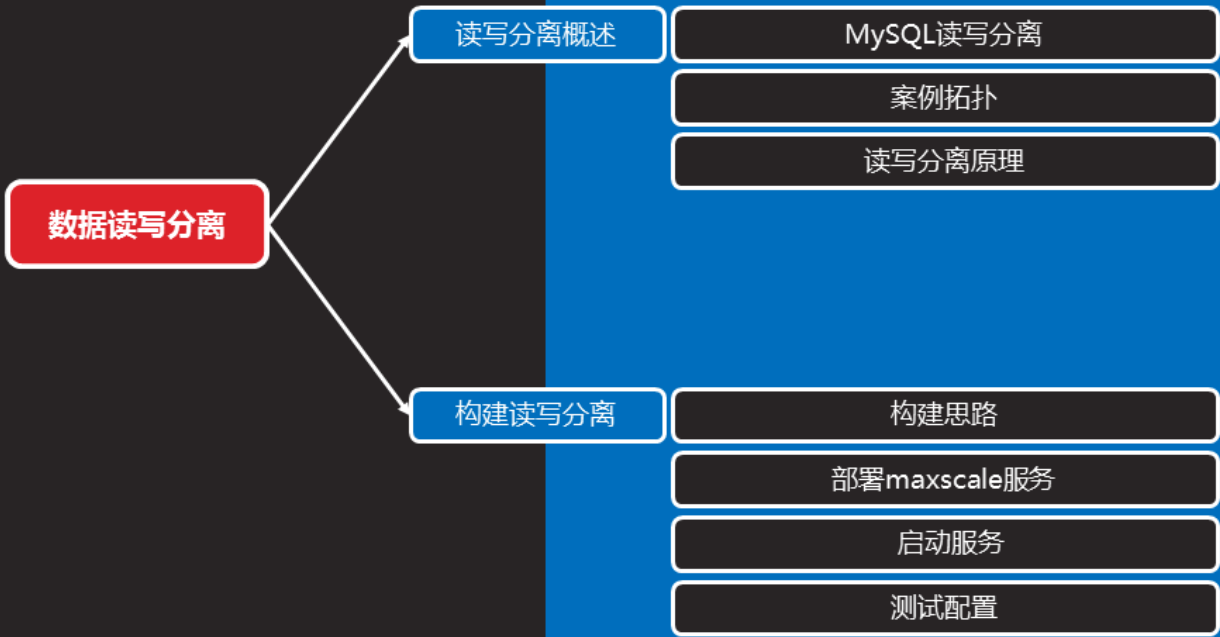 数据读写分离
读写分离概述
MySQL读写分离
案例拓扑
读写分离原理
构建读写分离
构建思路
部署maxscale服务
启动服务
测试配置